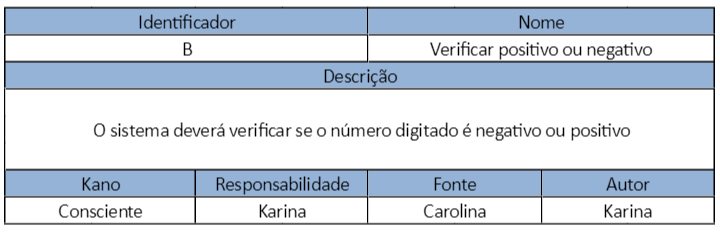 Identificador Nome
B Verificar positivo ou negativo
Descrição
O sistema deverá verificar se o número digitado é negativo ou positivo
Kano Responsabilidade Fonte Autor
Consciente Karina Carolina Karina